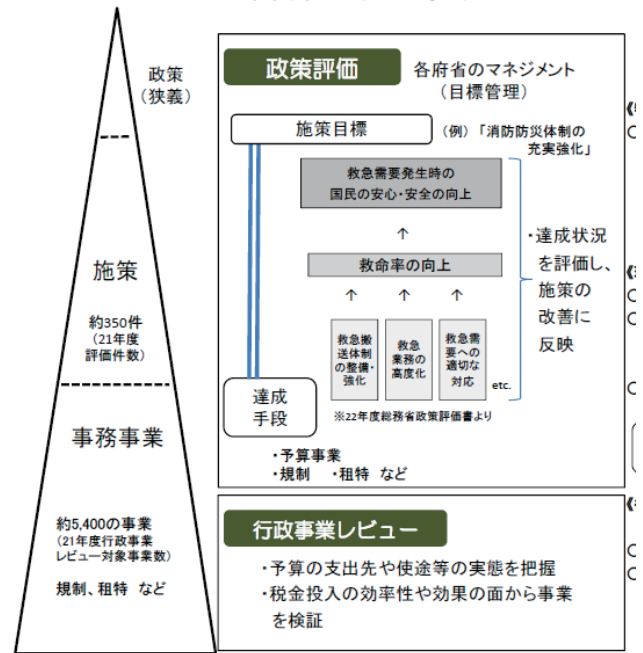 政策
(狭義)
施策
約350件
(21年度
評価件数)
事務事業
約5,400の事業
(21年度行政事業
レビュー対象事業数)
規制、租特 など
政策評価
各府省のマネジメント
(目標管理)
施策目標
(例) 「消防防災体制の
充実強化」
救急需要発生時の
国民の安心・安全の向上
↑
救命率の向上
↑ ↑ ↑
救急搬
送体制
の整備・
強化
救急
業務の
高度化
救急需
要への
適切な
対応
etc.
・達成状況
を評価し、
施策の
改善に
反映
達成
手段
※22年度総務省政策評価書より
・予算事業
・規制 ・租特 など
行政事業レビュー
・予算の支出先や使途等の実態を把握
・税金投入の効率性や効果の面から事業
を検証